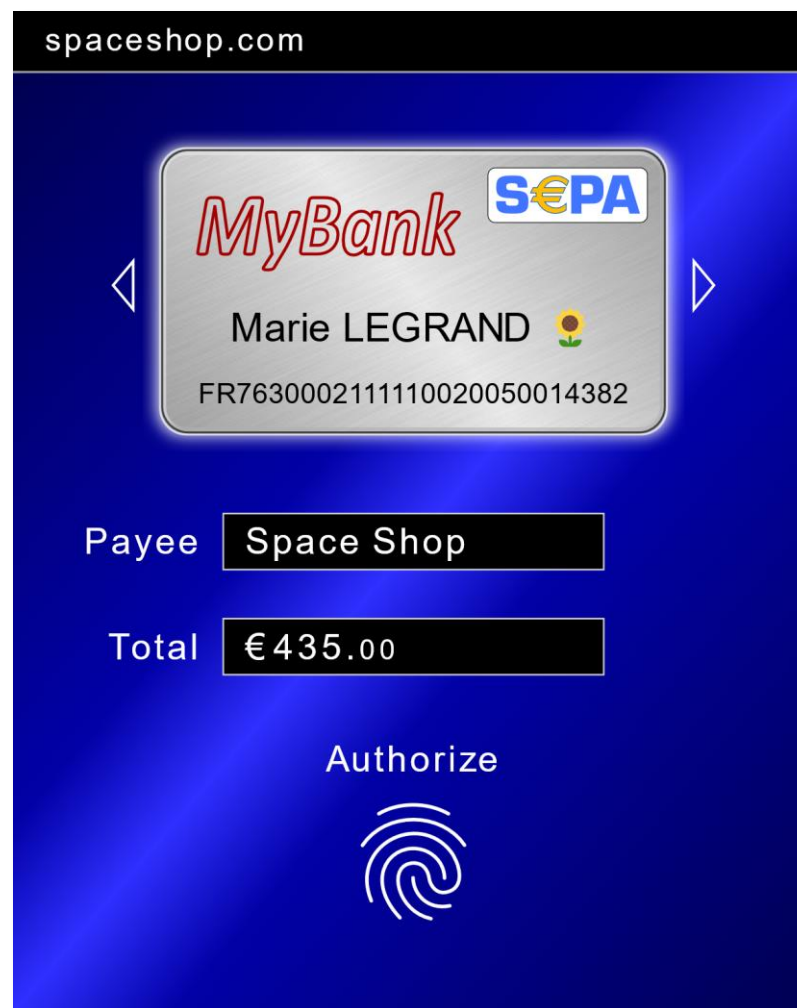 spaceshop.com
S€PA
MyBank
Marie LEGRAND 🌻
FR7630002111110020050014382
Payee Space Shop
Total €435.00
Authorize